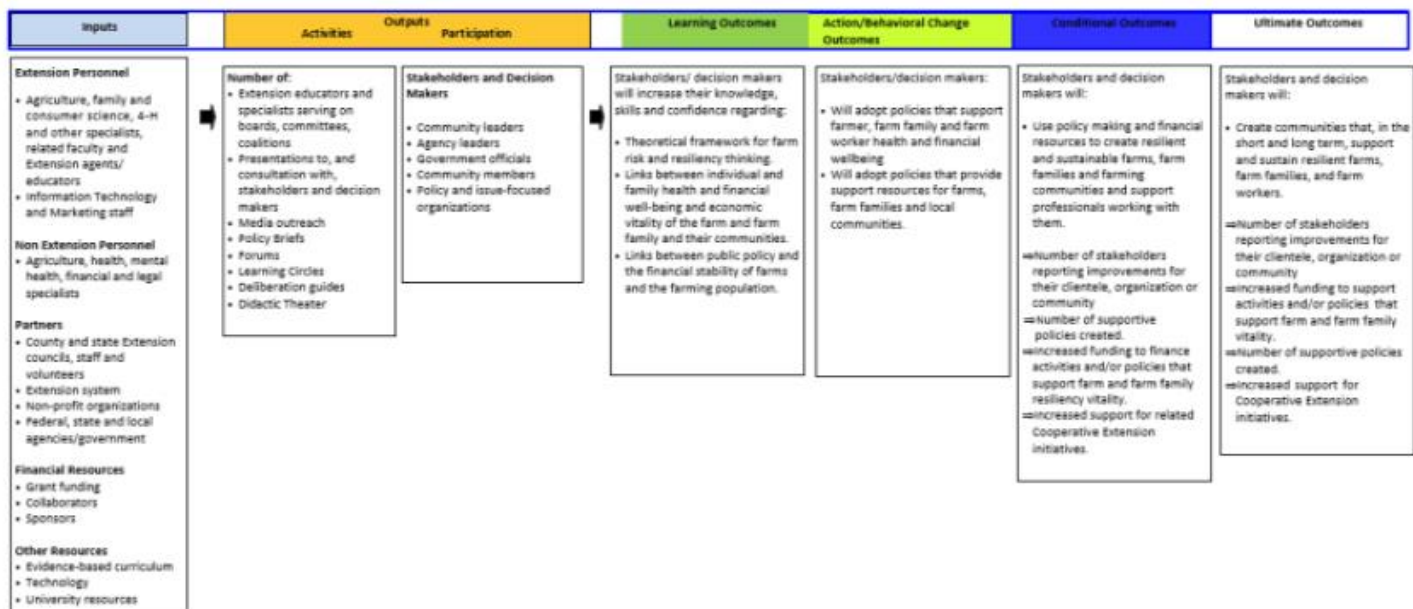 Inputs
Outputs
Activities Participation
Learning Outcomes
Action/Behavioral Change
Outcomes
Conditional Outcomes
Ultimate Outcomes
Extension Personnel
• Agriculture, family and
consumer science, 4-H
and other specialists,
related faculty and
Extension agents/
educators
• Information Technology
and Marketing staff
Non Extension Personnel
• Agriculture, health, mental
health, financial and legal
specialists
Partners
• County and state Extension
councils, staff and
volunteers
• Extension system
• Non-profit organizations
• Federal, state and local
agencies/government
Financial Resources
• Grant funding
• Collaborators
• Sponsors
Other Resources
• Evidence-based curriculum
• Technology
• University resources
Number of:
• Extension educators and
specialists serving on
boards, committees,
coalitions
• Presentations to, and
consultation with,
stakeholders and decision
makers
• Media outreach
• Policy Briefs
• Forums
• Learning Circles
• Deliberation guides
• Didactic Theater
Stakeholders and Decision
Makers
• Community leaders
• Agency leaders
• Government officials
• Community members
• Policy and issue-focused
organizations
Stakeholders/ decision makers
will increase their knowledge,
skills and confidence regarding:
• Theoretical framework for farm
risk and resiliency thinking.
• Links between individual and
family health and financial
well-being and economic
vitality of the farm and farm
family and their communities.
• Links between public policy and
the financial stability of farms
and the farming population.
Stakeholders/decision makers:
• Will adopt policies that support
farmer, farm family and farm
worker health and financial
wellbeing
• Will adopt policies that provide
support resources for farms,
farm families and local
communities.
Stakeholders and decision
makers will:
• Use policy making and financial
resources to create resilient
and sustainable farms, farm
families and farming
communities and support
professionals working with
them.
⇒Number of stakeholders
reporting improvements for
their clientele, organization or
community
⇒Number of supportive
policies created.
⇒Increased funding to finance
activities and/or policies that
support farm and farm family
resiliency vitality.
⇒Increased support for related
Cooperative Extension
initiatives.
Stakeholders and decision
makers will:
• Create communities that, in the
short and long term, support
and sustain resilient farms,
farm families, and farm
workers.
⇒Number of stakeholders
reporting improvements for
their clientele, organization or
community
⇒Increased funding to support
activities and/or policies that
support farm and farm family
vitality.
⇒Number of supportive policies
created.
⇒Increased support for
Cooperative Extension
initiatives.